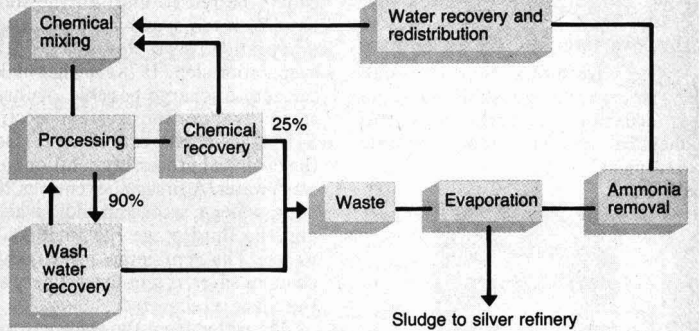 Chemical
mixing
Water recovery and
redistribution
Processing
Chemical
recovery
25%
90%
Wash
water
recovery
Waste
Evaporation
Ammonia
removal
Sludge to silver refinery